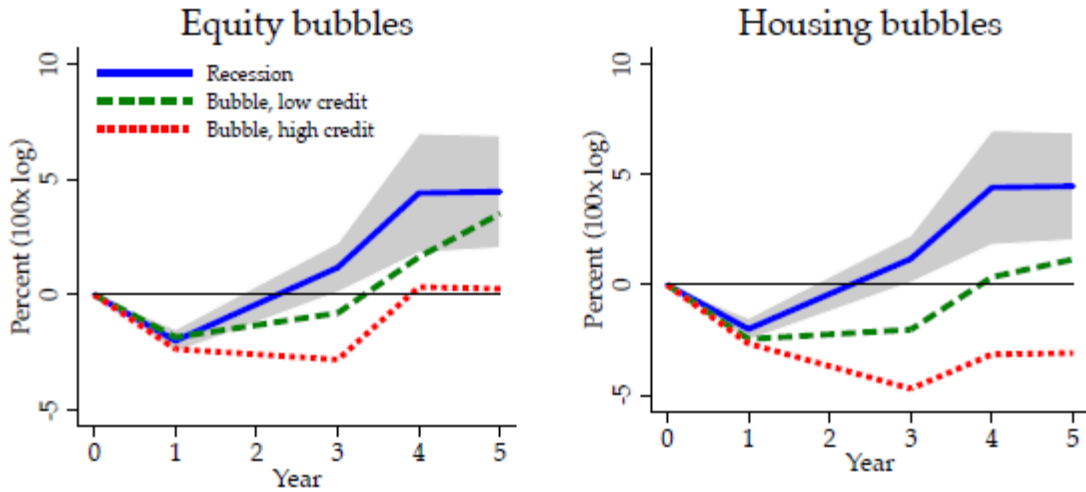 Equity bubbles
Percent (100x log)
10
5
0
-5
Recession
Bubble, low credit
Bubble, high credit
0 1 2 3 4 5
Year
Housing bubbles
Percent (100x log)
10
5
0
-5
0 1 2 3 4 5
Year